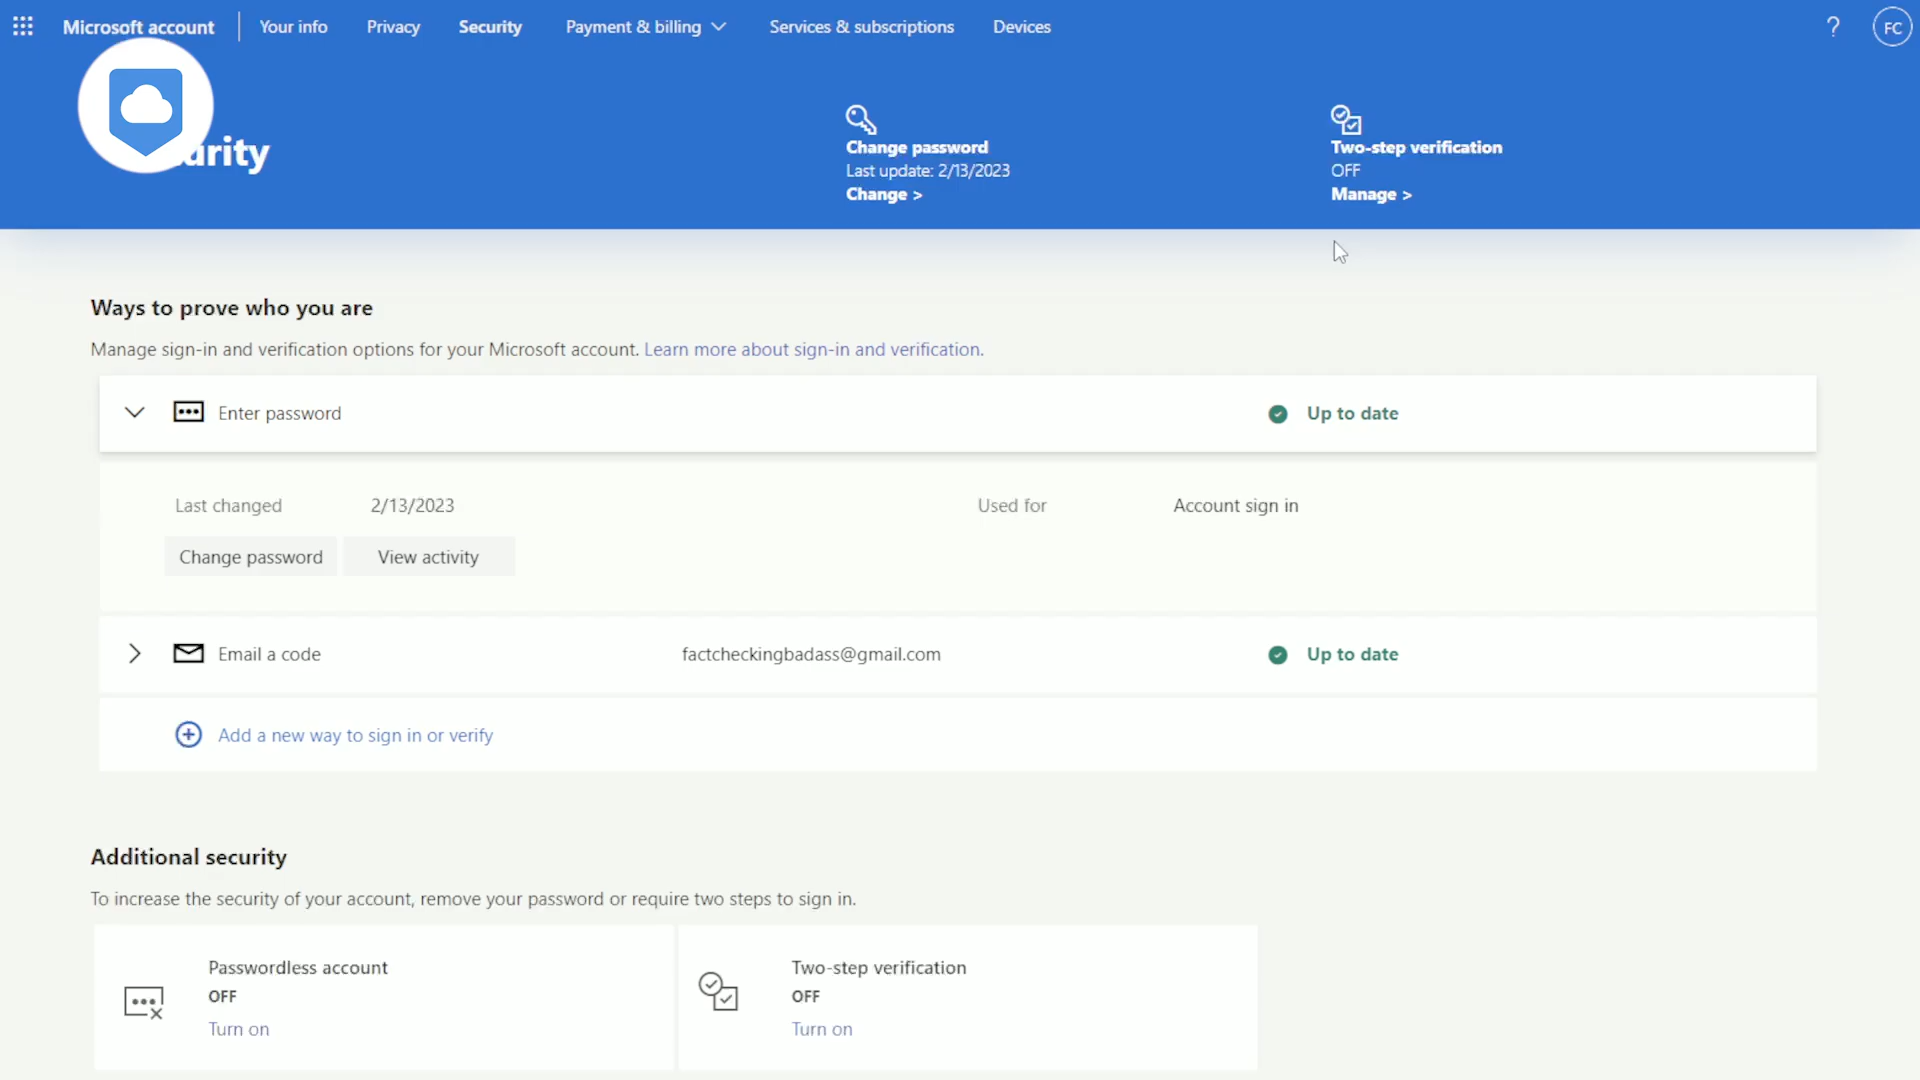 Microsoft account
Your info
Privacy
Security
Payment & billing
Services & subscriptions
Devices
?
FC
urity
Change password
Last update: 2/13/2023
Change >
Two-step verification
OFF
Manage >
Ways to prove who you are
Manage sign-in and verification options for your Microsoft account. Learn more about sign-in and verification.
Enter password
Up to date
Last changed
2/13/2023
Used for
Account sign in
Change password
View activity
Email a code
factcheckingbadass@gmail.com
Up to date
Add a new way to sign in or verify
Additional security
To increase the security of your account, remove your password or require two steps to sign in.
Passwordless account
OFF
Turn on
Two-step verification
OFF
Turn on